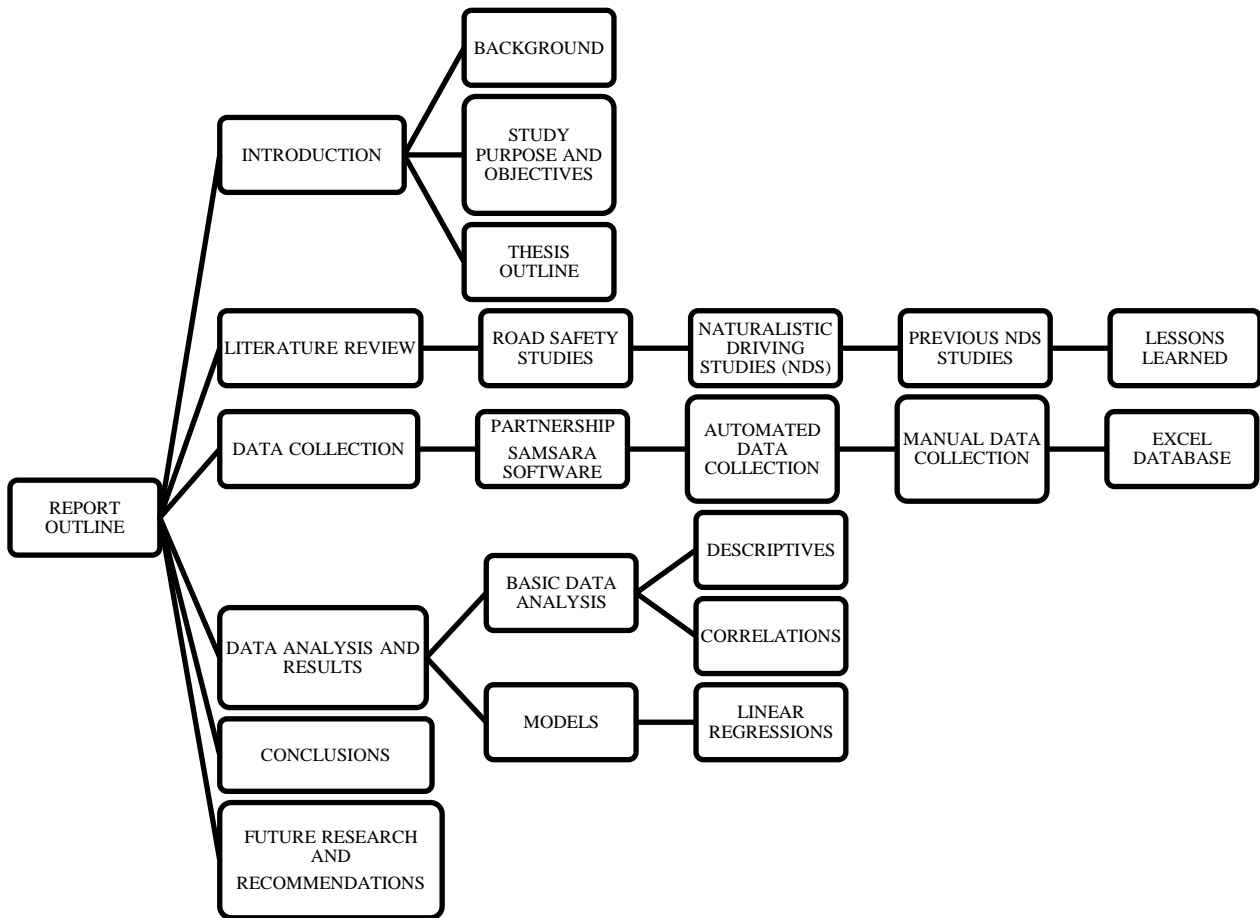 BACKGROUND
STUDY
PURPOSE AND
OBJECTIVES
INTRODUCTION
THESIS
OUTLINE
LITERATURE REVIEW
ROAD SAFETY
STUDIES
NATURALISTIC
DRIVING
STUDIES (NDS)
PREVIOUS NDS
STUDIES
LESSONS
LEARNED
DATA COLLECTION
PARTNERSHIP
SAMSARA
SOFTWARE
AUTOMATED
DATA
COLLECTION
MANUAL DATA
COLLECTION
EXCEL
DATABASE
REPORT
OUTLINE
DATA ANALYSIS AND
RESULTS
BASIC DATA
ANALYSIS
DESCRIPTIVES
CORRELATIONS
MODELS
LINEAR
REGRESSIONS
CONCLUSIONS
FUTURE RESEARCH
AND
RECOMMENDATIONS